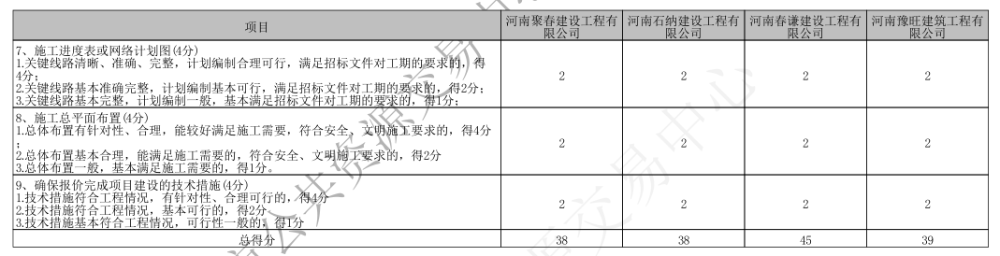 项目
河南聚春建设工程有
限公司
河南石纳建设工程有
限公司
河南春谦建设工程有
限公司
河南豫旺建筑工程有
限公司
7、施工进度表或网络计划图(4分)
1.关键线路清晰、准确、完整，计划编制合理可行，满足招标文件对工期的要求的，得
4分；
2.关键线路基本准确完整，计划编制基本可行，满足招标文件对工期的要求的，得2分；
3.关键线路基本完整，计划编制一般，基本满足招标文件对工期的要求的，得1分；
2 2 2 2
8、施工总平面布置(4分)
1.总体布置有针对性、合理，能较好满足施工需要，符合安全、文明施工要求的，得4分
；
2.总体布置基本合理，能满足施工需要的，符合安全、文明施工要求的，得2分
3.总体布置一般，基本满足施工需要的，得1分。
2 2 2 2
9、确保报价完成项目建设的技术措施(4分)
1.技术措施符合工程情况，有针对性、合理可行的，得4分
2.技术措施符合工程情况，基本可行的，得2分
3.技术措施基本符合工程情况，可行性一般的，得1分
2 2 2 2
总得分 38 38 45 39
公共资源交易中
资源交易中心